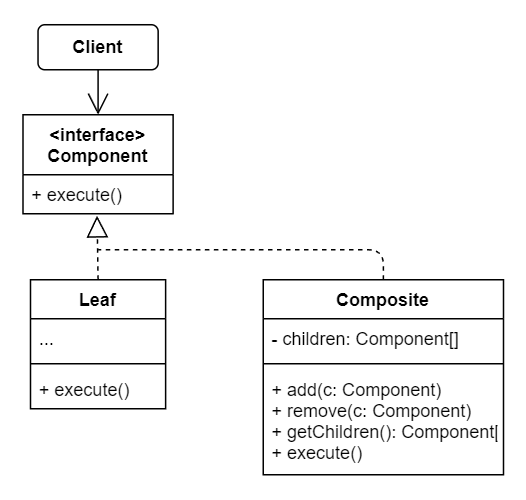 Client
<interface>
Component
+ execute()
Leaf
...
+ execute()
Composite
- children: Component[]
+ add(c: Component)
+ remove(c: Component)
+ getChildren(): Component[
+ execute()